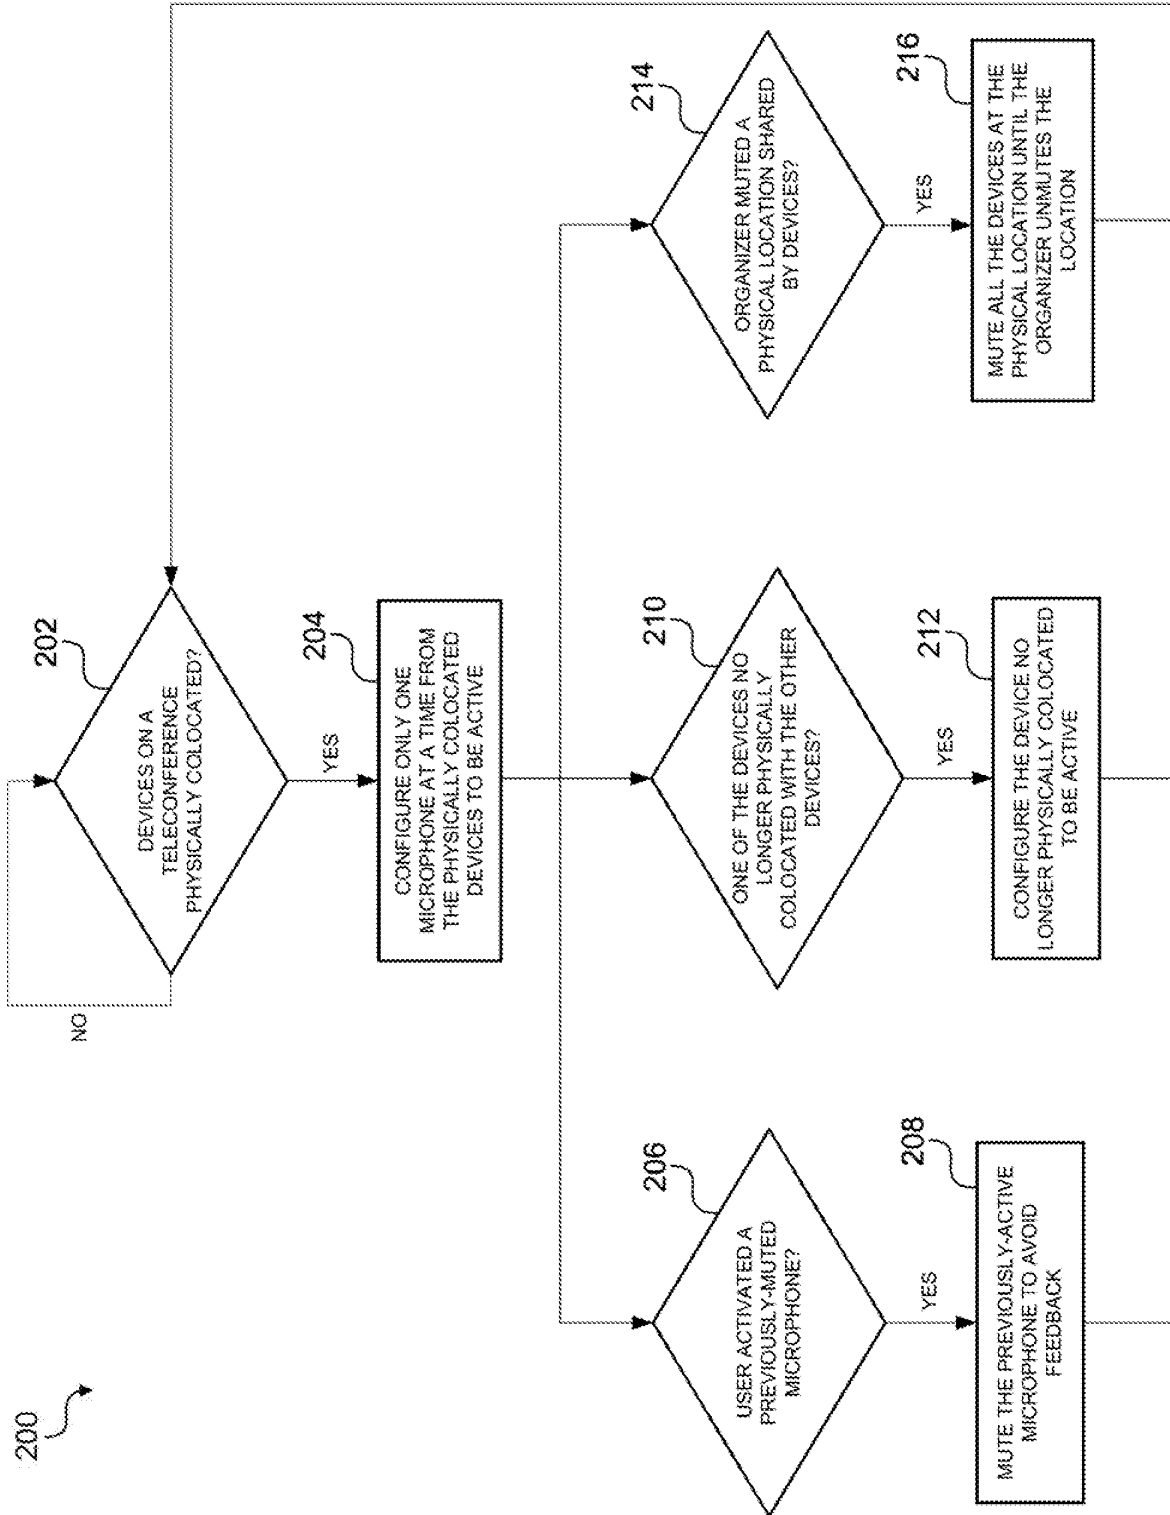 200
202
DEVICES ON A
TELECONFERENCE
PHYSICALLY COLOCATED?
NO
YES
204
CONFIGURE ONLY ONE
MICROPHONE AT A TIME FROM
THE PHYSICALLY COLOCATED
DEVICES TO BE ACTIVE
206
USER ACTIVATED A
PREVIOUSLY-MUTED
MICROPHONE?
YES
208
MUTE THE PREVIOUSLY-ACTIVE
MICROPHONE TO AVOID
FEEDBACK
210
ONE OF THE DEVICES NO
LONGER PHYSICALLY
COLOCATED WITH THE OTHER
DEVICES?
YES
212
CONFIGURE THE DEVICE NO
LONGER PHYSICALLY COLOCATED
TO BE ACTIVE
214
ORGANIZER MUTED A
PHYSICAL LOCATION SHARED
BY DEVICES?
YES
216
MUTE ALL THE DEVICES AT THE
PHYSICAL LOCATION UNTIL THE
ORGANIZER UNMUTES THE
LOCATION